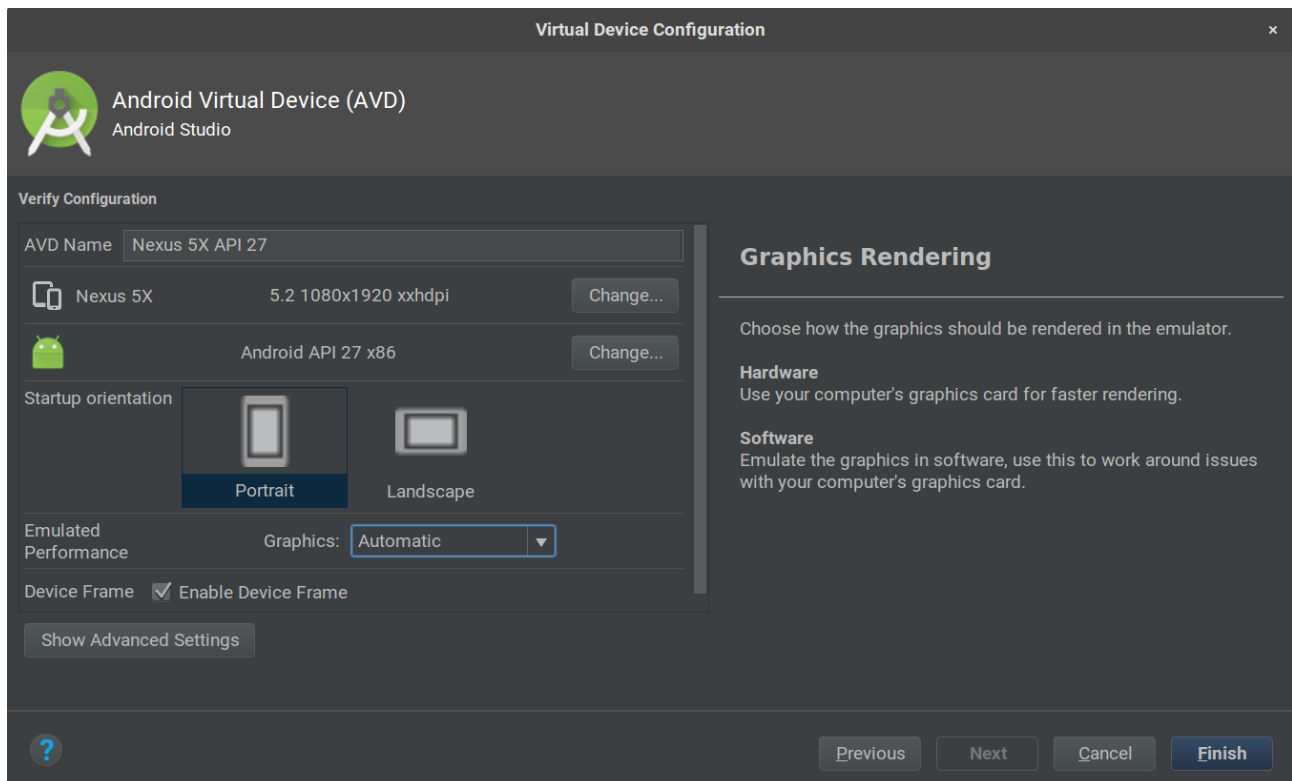 Virtual Device Configuration ×
Android Virtual Device (AVD)
Android Studio
Verify Configuration
AVD Name Nexus 5X API 27
Nexus 5X 5.2 1080x1920 xxhdpi Change...
Android API 27 x86 Change...
Startup orientation
Portrait
Landscape
Emulated
Performance
Graphics: Automatic
Device Frame Enable Device Frame
Show Advanced Settings
Graphics Rendering
Choose how the graphics should be rendered in the emulator.
Hardware
Use your computer's graphics card for faster rendering.
Software
Emulate the graphics in software, use this to work around issues
with your computer's graphics card.
? Previous Next Cancel Finish